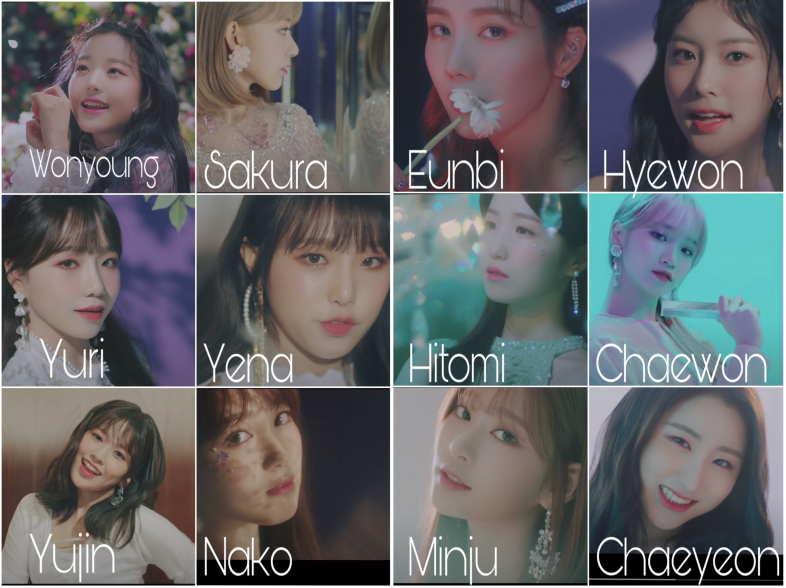 Wonyoung
Sakura
Eunbi
Hyewon
Yuri
Yena
Hitomi
Chaewon
Yujin
Nako
Minju
Chaeyeon